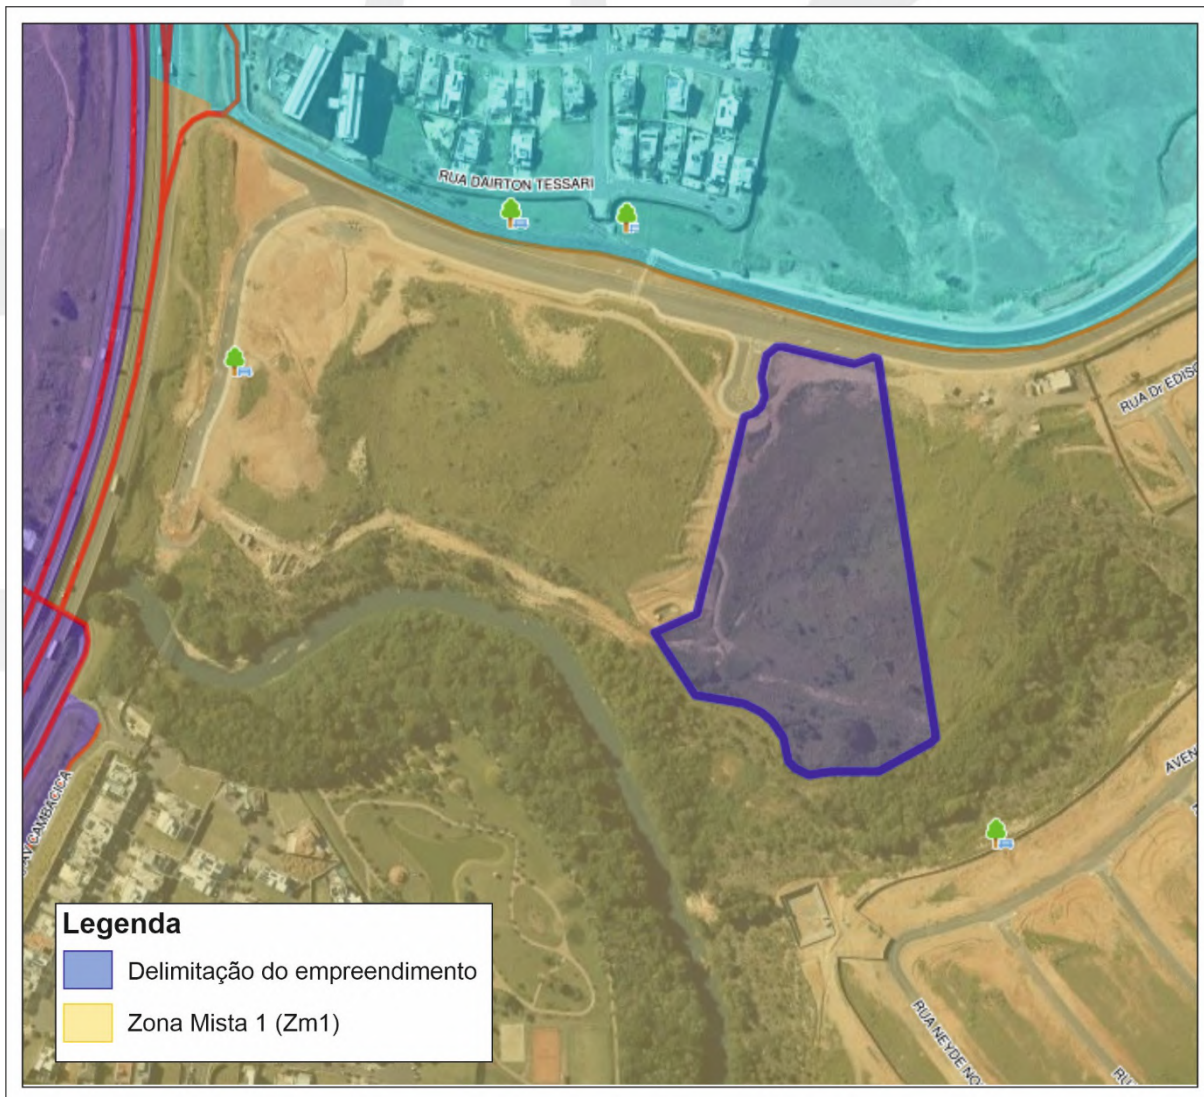 RUA DAIRTON TESSARI
RUA Dr EDISO
AVEN
AV CAMBACICA
RUA NEYDE NO
RU
Legenda
Delimitação do empreendimento
Zona Mista 1 (Zm1)